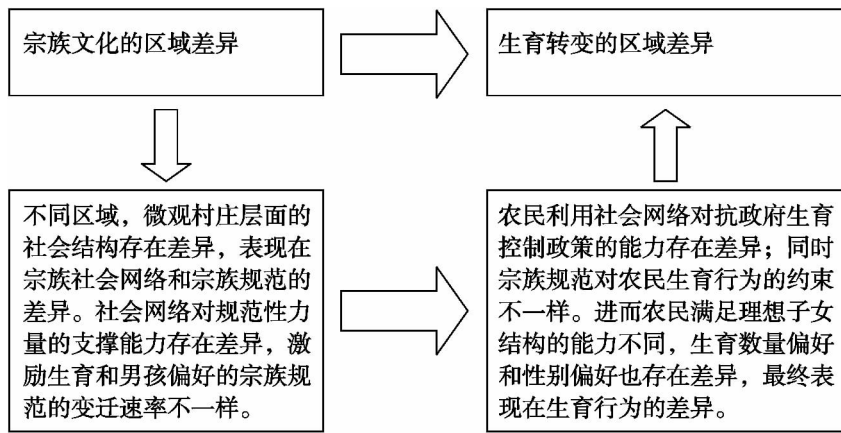 宗族文化的区域差异
生育转变的区域差异
不同区域，微观村庄层面的
社会结构存在差异，表现在
宗族社会网络和宗族规范的
差异。社会网络对规范性力
量的支撑能力存在差异，激
励生育和男孩偏好的宗族规
范的变迁速率不一样。
农民利用社会网络对抗政府生育
控制政策的能力存在差异；同时
宗族规范对农民生育行为的约束
不一样。进而农民满足理想子女
结构的能力不同，生育数量偏好
和性别偏好也存在差异，最终表
现在生育行为的差异。